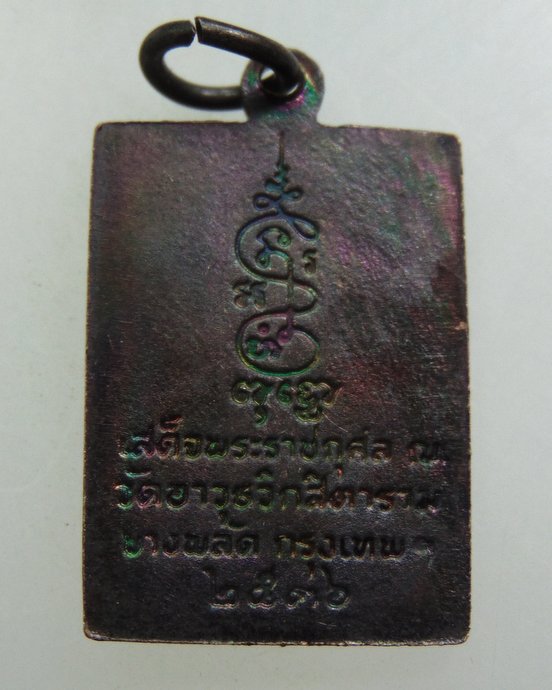 เสด็จพระราชกุศล ณ.
วัดอาวุธวิกสิตาราม
บางพลัด กรุงเทพฯ
๒๕๓๖